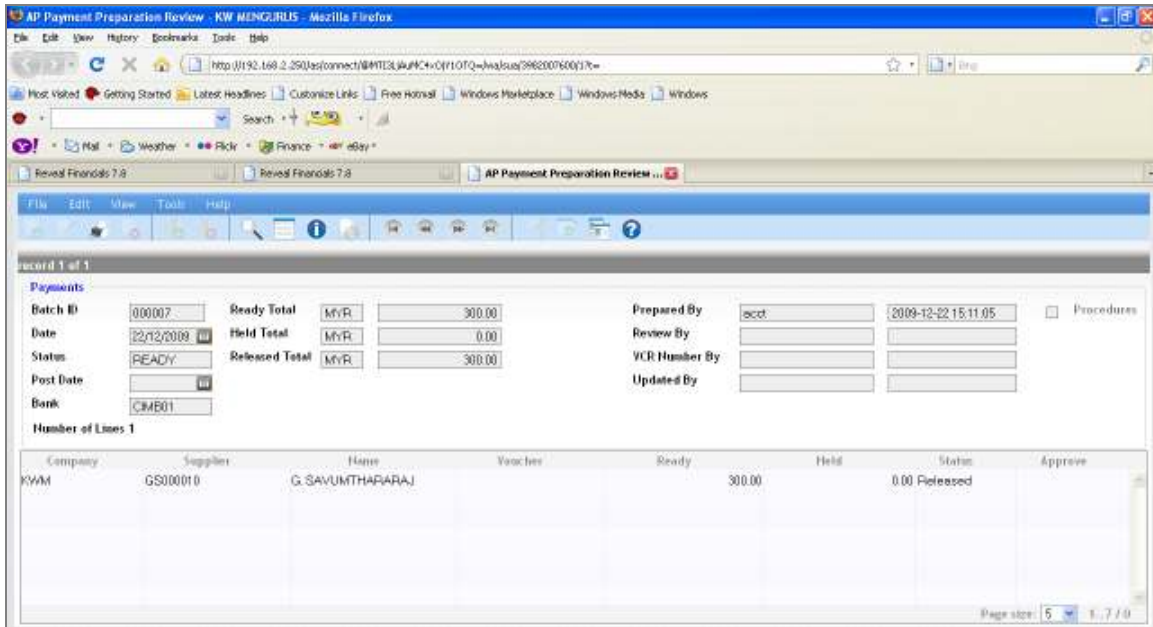 AP Payment Preparation Review - KW MENGURUS - Mozilla Firefox
File Edit View History Bookmarks Tools Help
Most Visited Getting Started Latest Headlines Customize Links Free Hotmail Windows Marketplace Windows Media Windows
Search
Mail Weather Flickr Finance eBay
Reveal Financials 7.8 Reveal Financials 7.8 AP Payment Preparation Review ...
File Edit View Tools Help
record 1 of 1
Payments
Batch ID 000007 Ready Total MYR 300.00 Prepared By acct 2009-12-22 15:11:05 Procedures
Date 22/12/2009 Held Total MYR 0.00 Review By
Status READY Released Total MYR 300.00 VCR Number By
Post Date Updated By
Bank CIMB01
Number of Lines 1
Company Supplier Name Voucher Ready Held Status Approve
KWM GS000010 G. SAVUMTHARARAJ 300.00 0.00 Released
Page size: 5 1..7 / 0